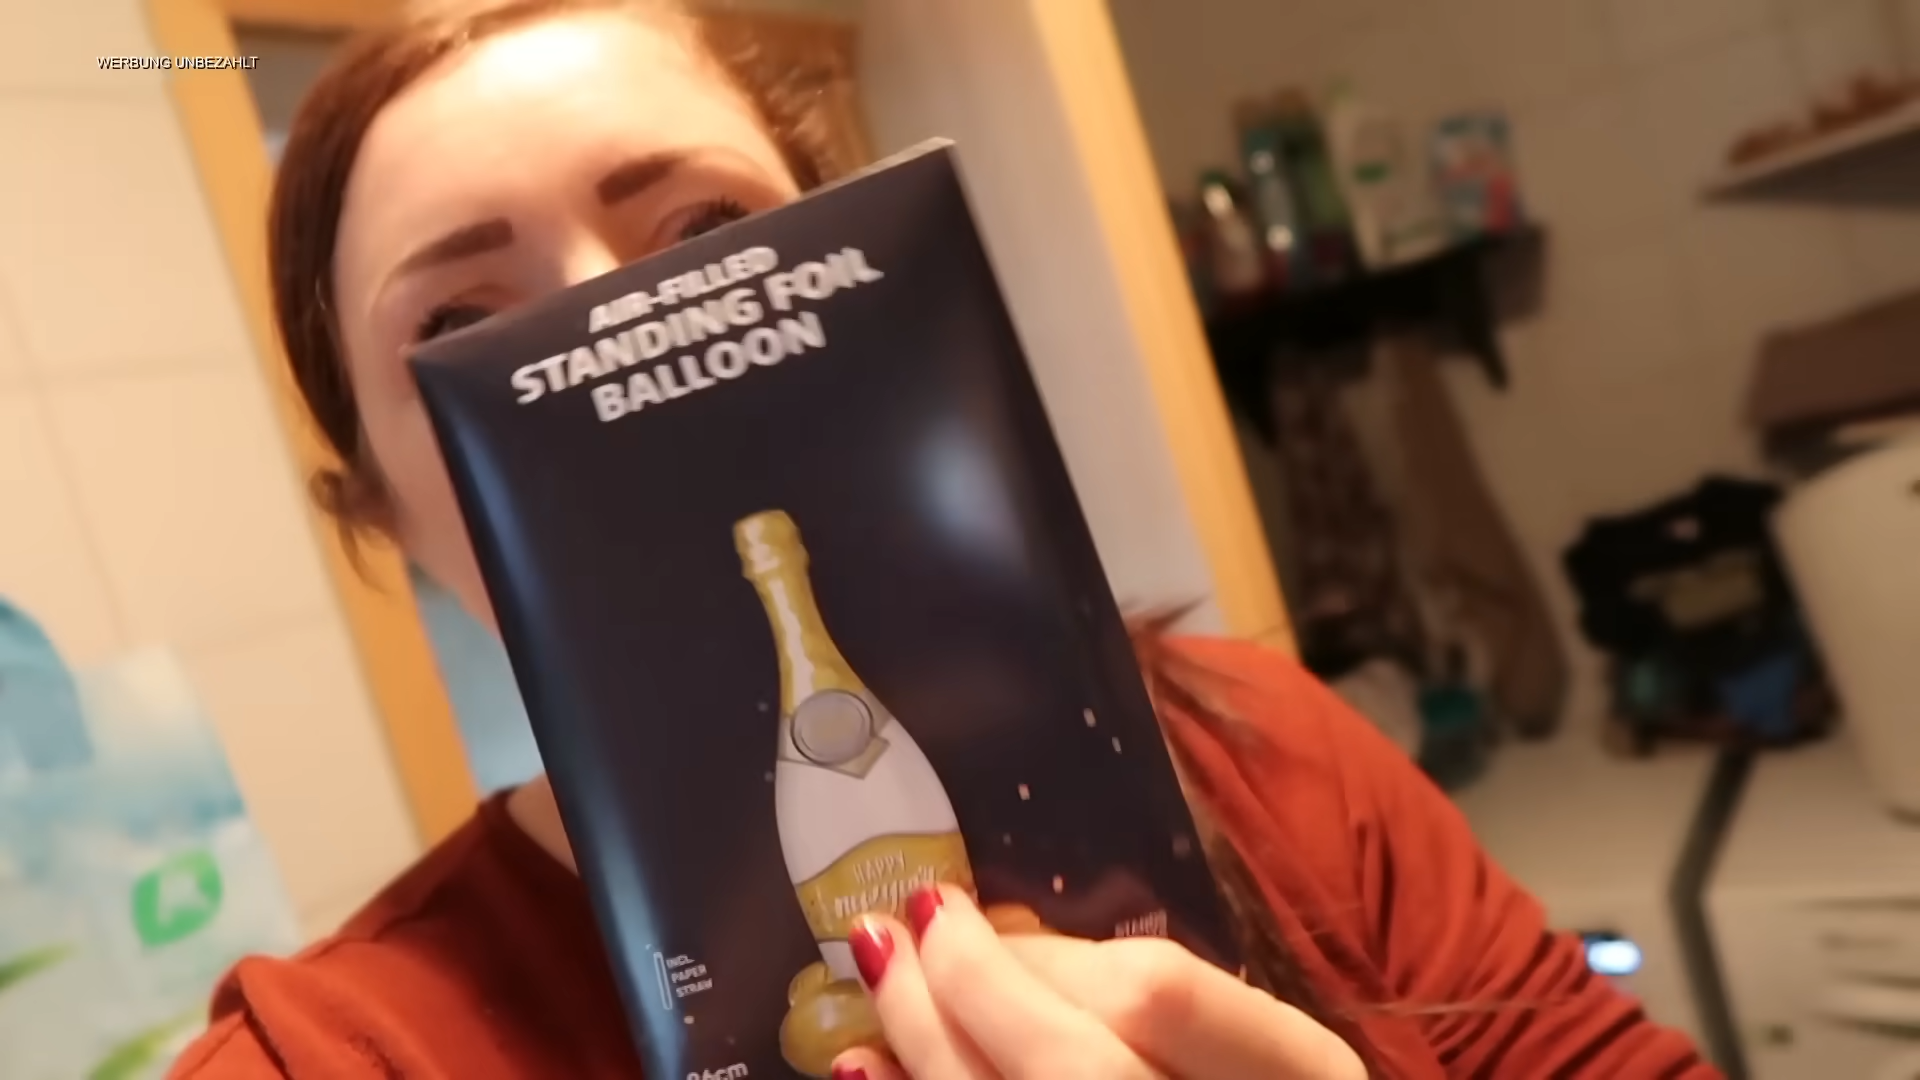 WERBUNG UNBEZAHLT
AIR-FILLED
STANDING FOIL
BALLOON
HAPPY
INCL.
PAPER
STRAW